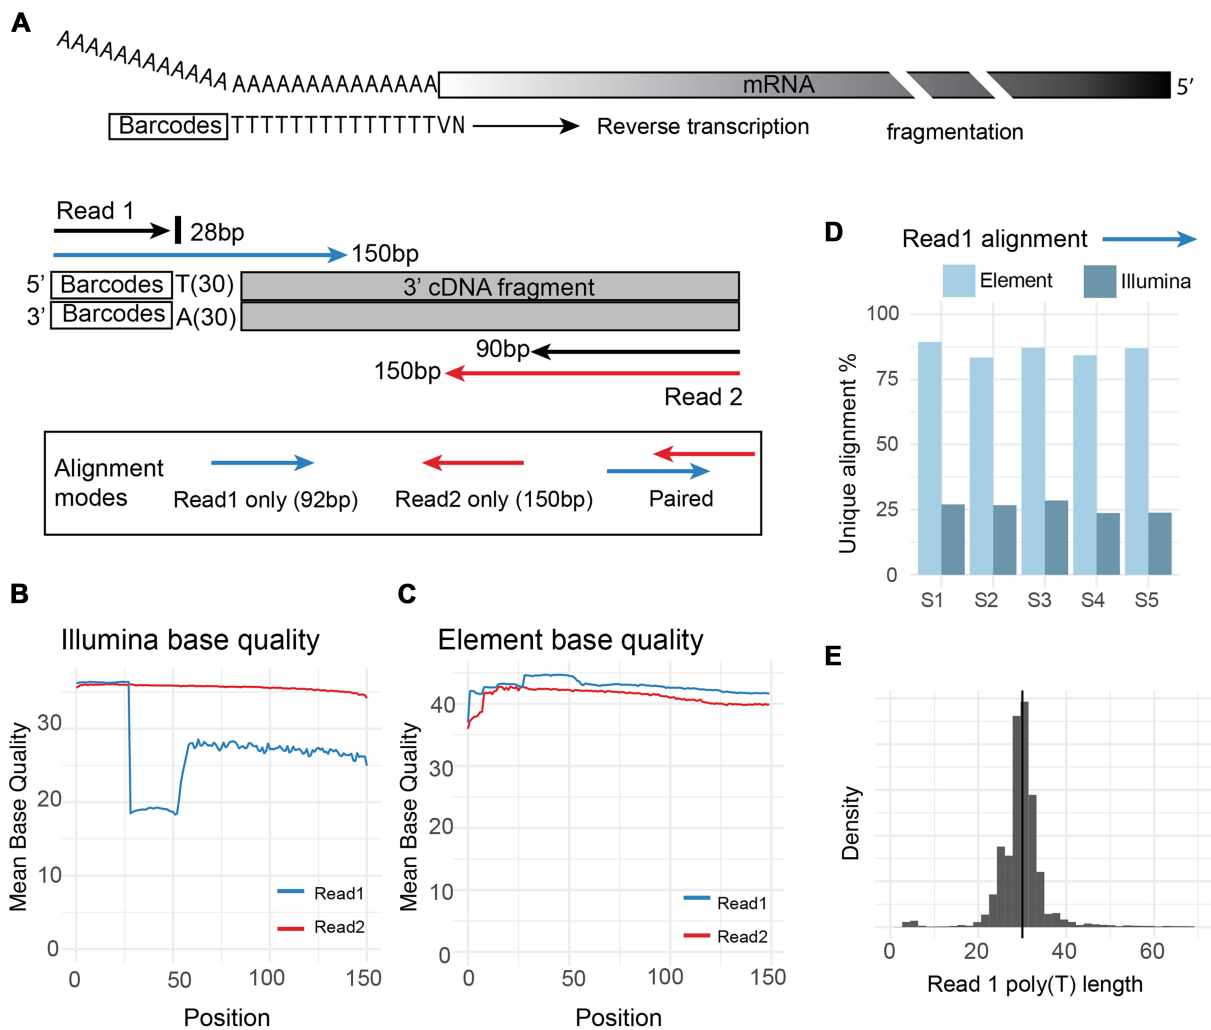 A
AAAAAAAAAAAA
AAAAAAAAAAAAAA
mRNA
5’
Barcodes
TTTTTTTTTTTTTTVN
Reverse transcription
fragmentation
Read 1
28bp
150bp
5’
Barcodes
T(30)
3’ cDNA fragment
3’
Barcodes
A(30)
90bp
150bp
Read 2
Alignment
modes
Read1 only (92bp)
Read2 only (150bp)
Paired
D
Read1 alignment
Element
Illumina
Unique alignment %
100
75
50
25
0
S1
S2
S3
S4
S5
B
Illumina base quality
Mean Base Quality
30
20
10
0
Read1
Read2
0
50
100
150
Position
C
Element base quality
Mean Base Quality
40
30
20
10
0
Read1
Read2
0
50
100
150
Position
E
Density
0
20
40
60
Read 1 poly(T) length